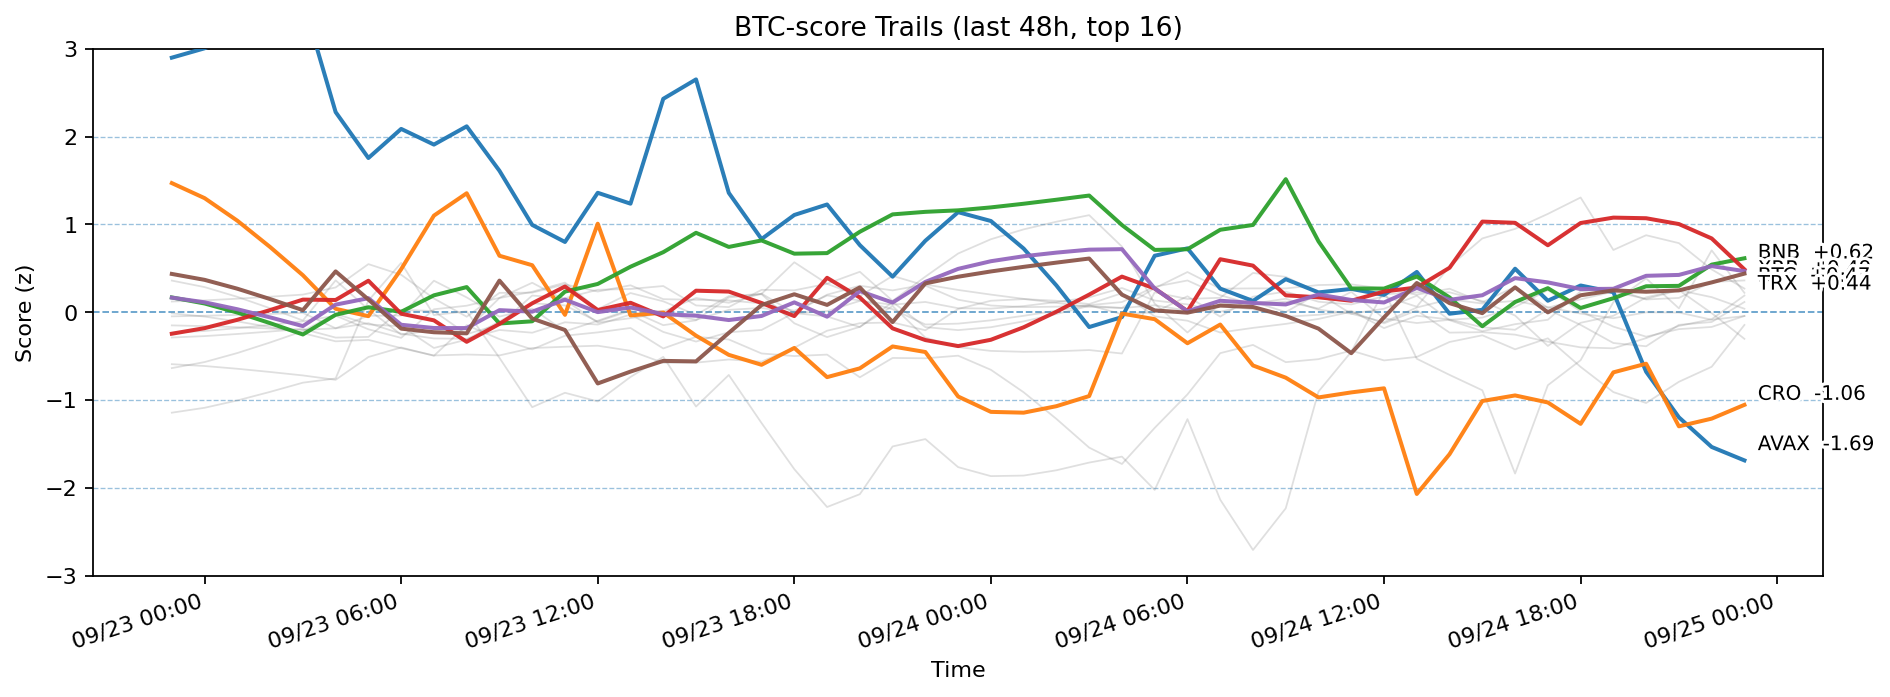 BTC-score Trails (last 48h, top 16)
Score (z)
3
2
1
0
−1
−2
−3
BNB +0.62
TRX +0.44
CRO -1.06
AVAX -1.69
09/23 00:00
09/23 06:00
09/23 12:00
09/23 18:00
09/24 00:00
09/24 06:00
09/24 12:00
09/24 18:00
09/25 00:00
Time